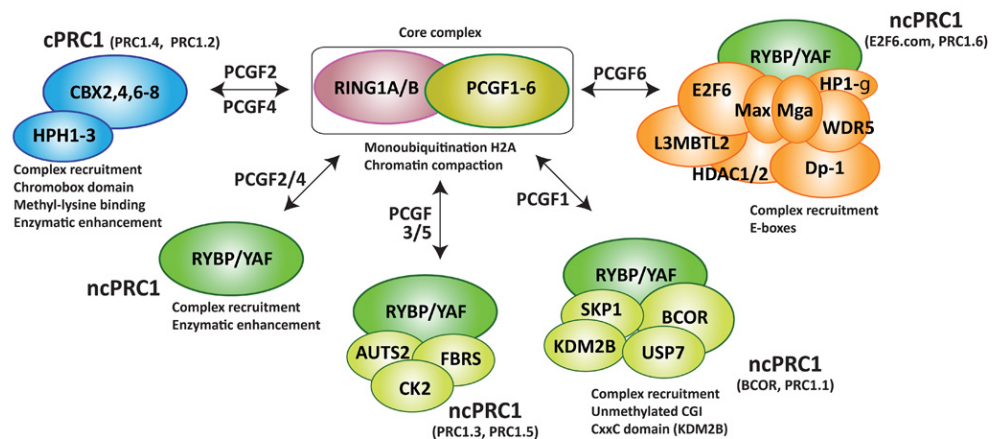 cPRC1 (PRC1.4, PRC1.2)
CBX2,4,6-8
HPH1-3
Complex recruitment
Chromobox domain
Methyl-lysine binding
Enzymatic enhancement
PCGF2
PCGF4
Core complex
RING1A/B
PCGF1-6
Monoubiquitination H2A
Chromatin compaction
PCGF6
ncPRC1
(E2F6.com, PRC1.6)
RYBP/YAF
E2F6
HP1-g
Max
Mga
WDR5
L3MBTL2
HDAC1/2
Dp-1
Complex recruitment
E-boxes
PCGF2/4
ncPRC1
RYBP/YAF
Complex recruitment
Enzymatic enhancement
PCGF
3/5
RYBP/YAF
AUTS2
FBRS
CK2
ncPRC1
(PRC1.3, PRC1.5)
PCGF1
RYBP/YAF
SKP1
BCOR
KDM2B
USP7
ncPRC1
(BCOR, PRC1.1)
Complex recruitment
Unmethylated CGI
CxxC domain (KDM2B)